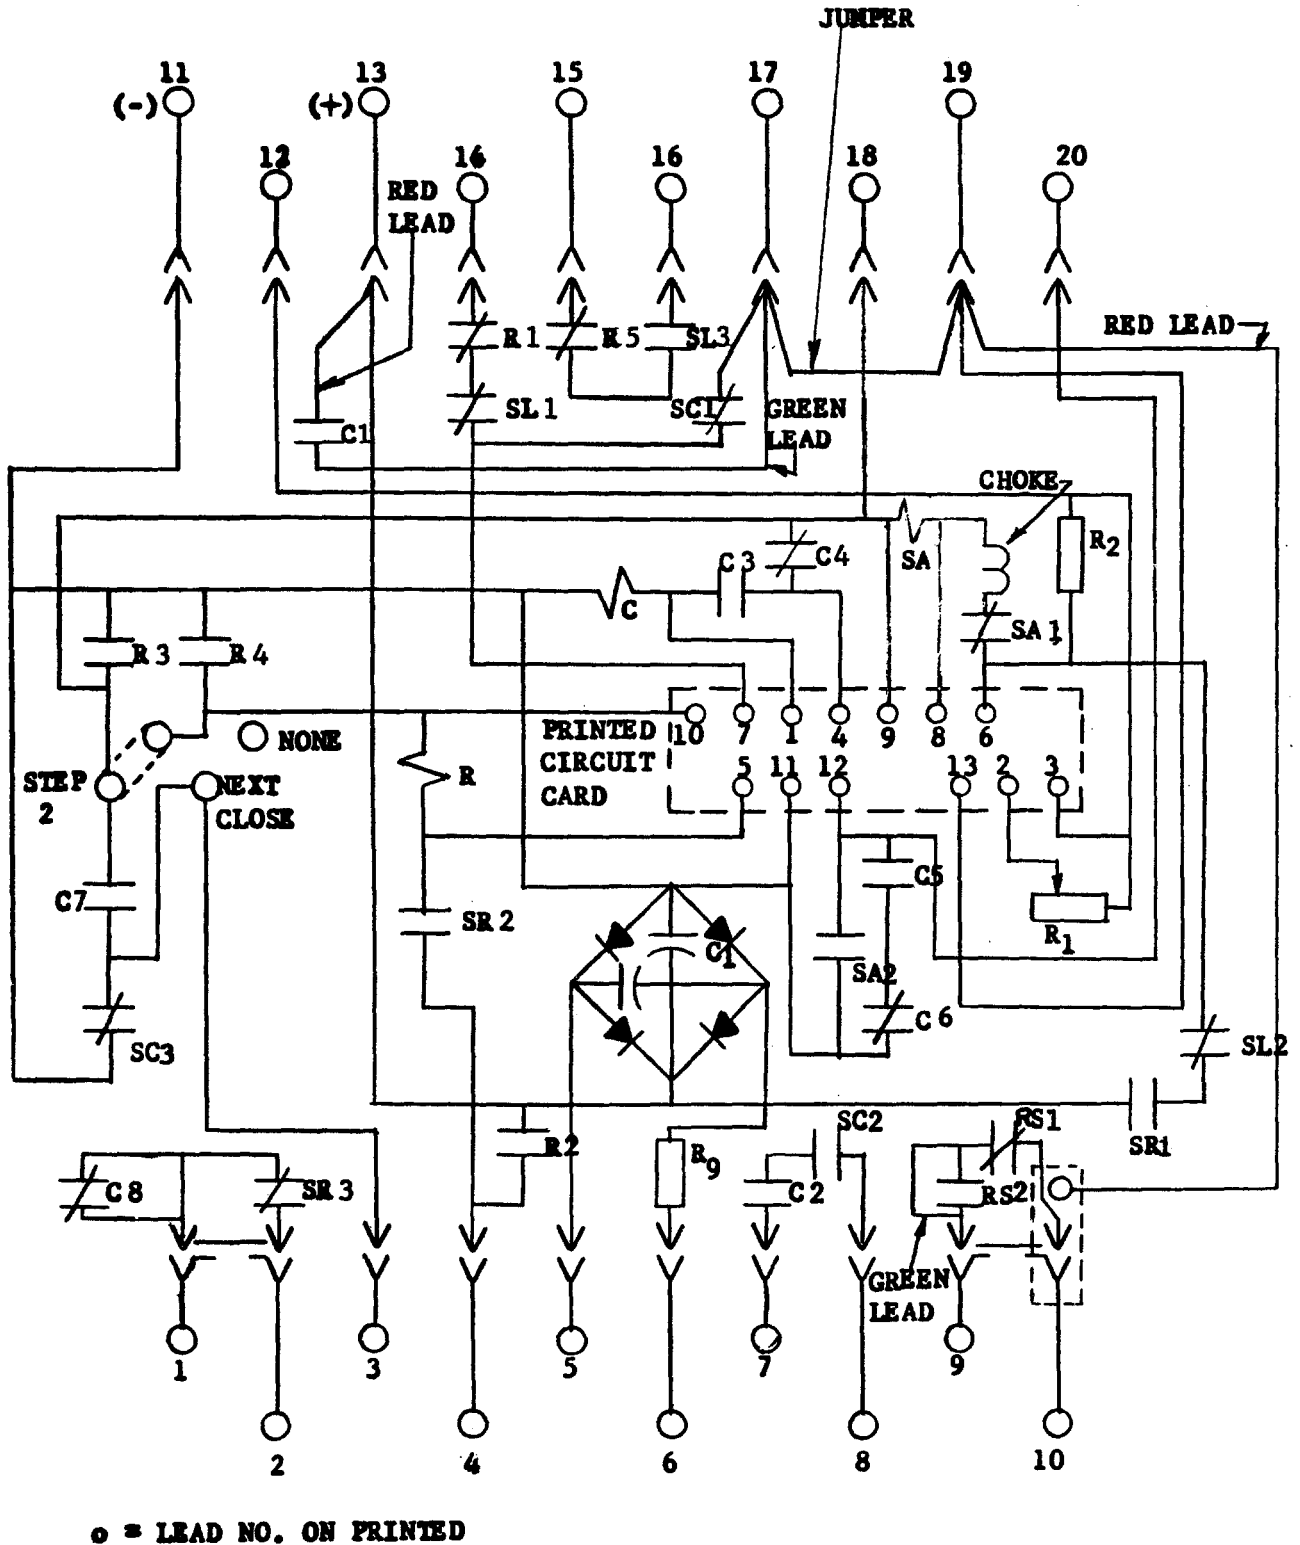 JUMPER
11
13
15
17
19
(-)
(+)
12
14
16
18
20
RED
LEAD
RED LEAD
R1
R5
SL3
C1
SL1
SC1
GREEN
LEAD
CHOKE
C3
C4
SA
R2
C
SA1
R3
R4
PRINTED
CIRCUIT
CARD
10
7
1
4
9
8
6
NONE
5
11
12
13
2
3
STEP
2
NEXT
CLOSE
R
C7
SR2
C1
C5
R1
SA2
C6
SC3
SL2
SC2
RS1
SR1
R2
R9
C8
SR3
C2
RS2
GREEN
LEAD
1
3
5
7
9
2
4
6
8
10
o = LEAD NO. ON PRINTED